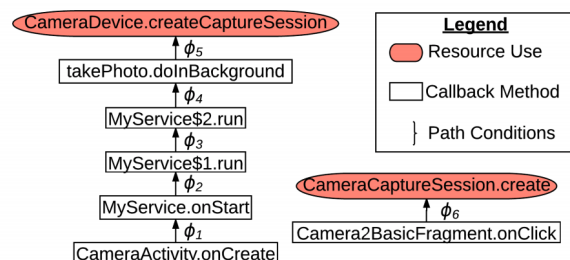 CameraDevice.createCaptureSession
ϕ5
takePhoto.doInBackground
ϕ4
MyService$2.run
ϕ3
MyService$1.run
ϕ2
MyService.onStart
ϕ1
CameraActivity.onCreate
Legend
Resource Use
Callback Method
} Path Conditions
CameraCaptureSession.create
ϕ6
Camera2BasicFragment.onClick